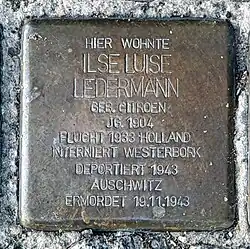 HIER WOHNTE
ILSE LUISE
LEDERMANN
GEB. CITROEN
JG. 1904
FLUCHT 1933 HOLLAND
INTERNIERT WESTERBORK
DEPORTIERT 1943
AUSCHWITZ
ERMORDET 19.11.1943